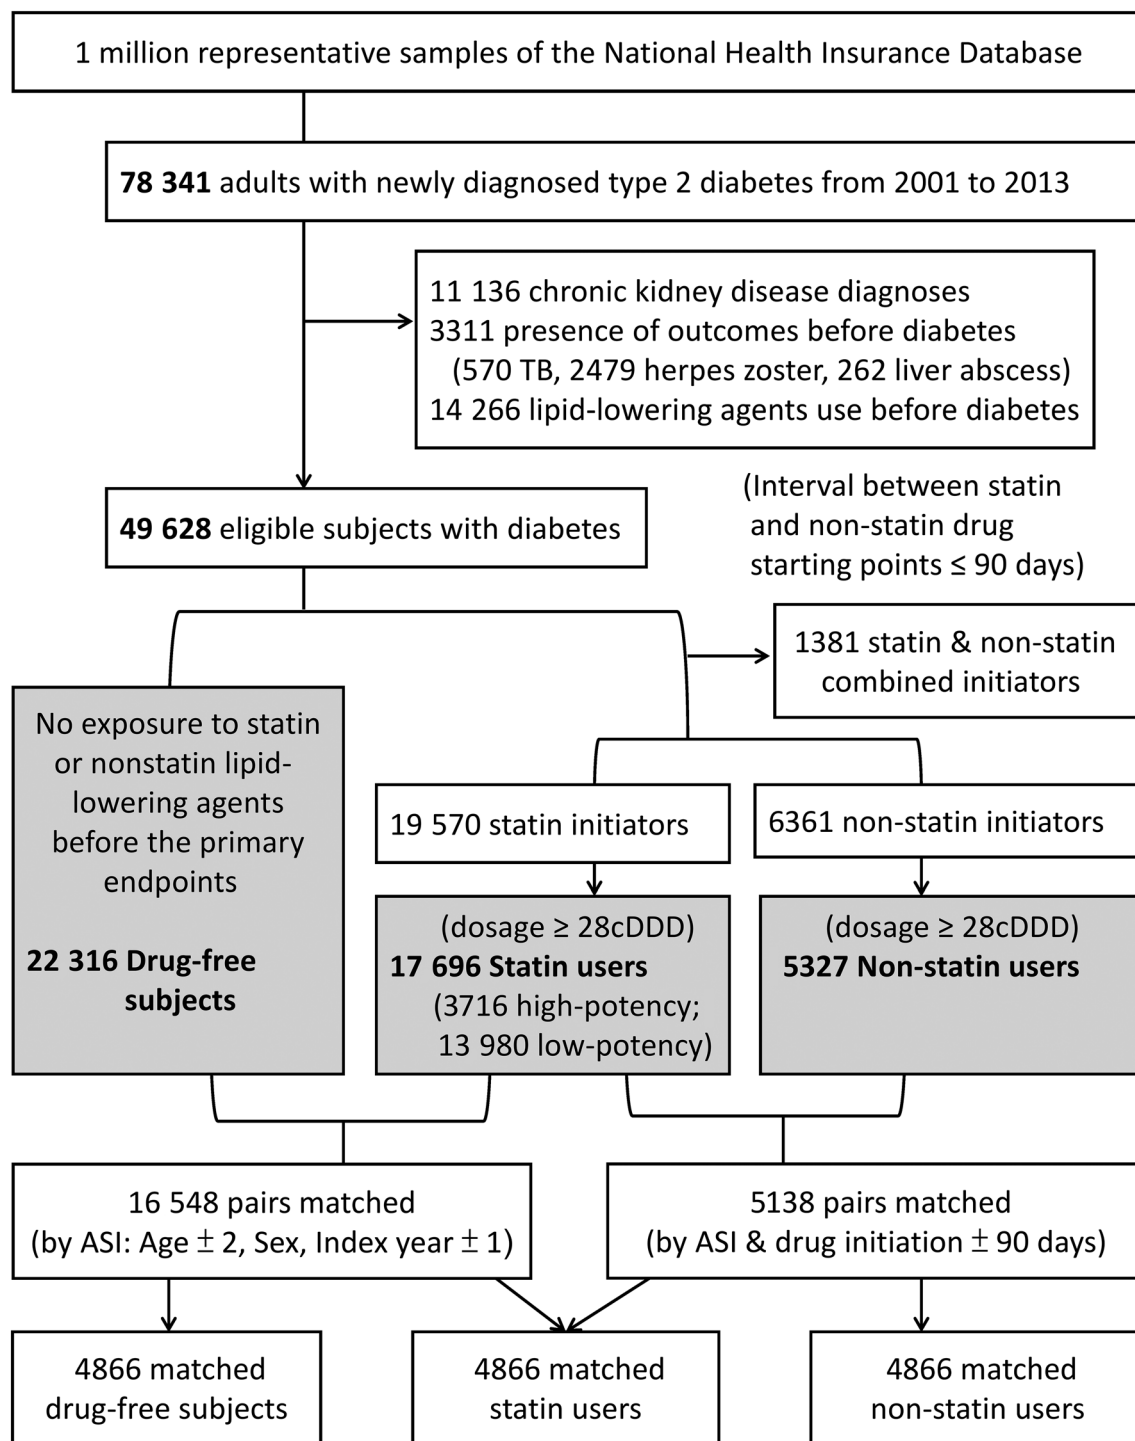 1 million representative samples of the National Health Insurance Database
78 341 adults with newly diagnosed type 2 diabetes from 2001 to 2013
11 136 chronic kidney disease diagnoses
3311 presence of outcomes before diabetes
(570 TB, 2479 herpes zoster, 262 liver abscess)
14 266 lipid-lowering agents use before diabetes
49 628 eligible subjects with diabetes
(Interval between statin
and non-statin drug
starting points ≤ 90 days)
1381 statin & non-statin
combined initiators
No exposure to statin
or nonstatin lipid-
lowering agents
before the primary
endpoints
22 316 Drug-free
subjects
19 570 statin initiators
6361 non-statin initiators
(dosage ≥ 28cDDD)
17 696 Statin users
(3716 high-potency;
13 980 low-potency)
(dosage ≥ 28cDDD)
5327 Non-statin users
16 548 pairs matched
(by ASI: Age ± 2, Sex, Index year ± 1)
5138 pairs matched
(by ASI & drug initiation ± 90 days)
4866 matched
drug-free subjects
4866 matched
statin users
4866 matched
non-statin users